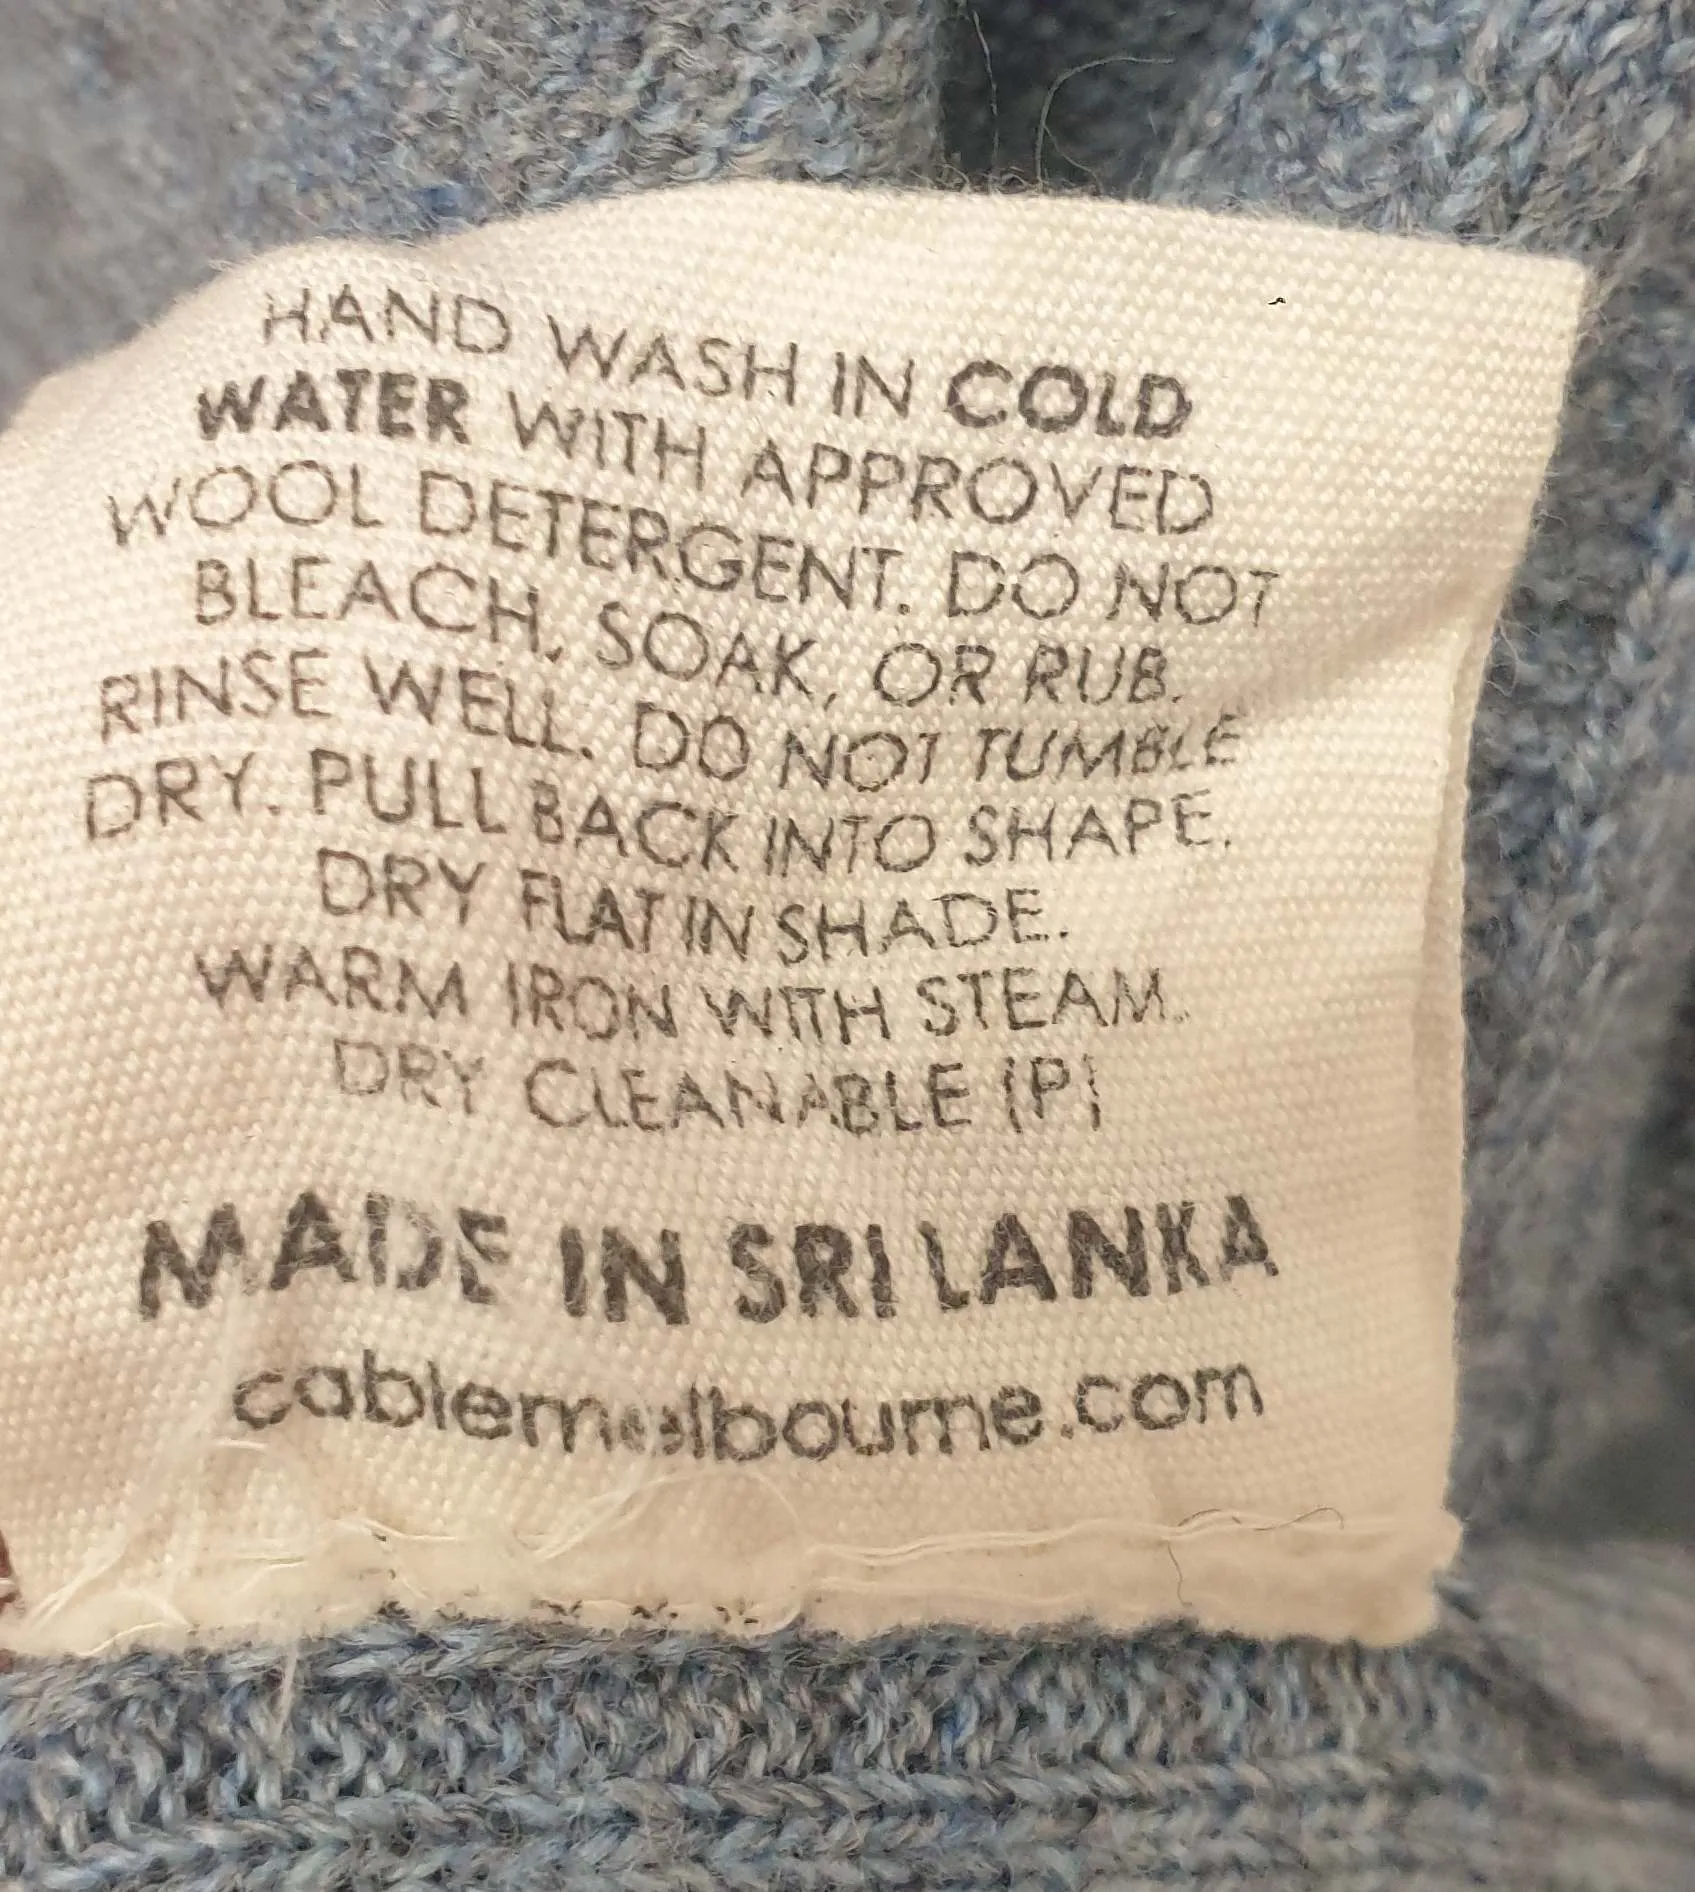 HAND WASH IN COLD
WATER WITH APPROVED
WOOL DETERGENT. DO NOT
BLEACH, SOAK, OR RUB.
RINSE WELL. DO NOT TUMBLE
DRY. PULL BACK INTO SHAPE.
DRY FLAT IN SHADE.
WARM IRON WITH STEAM.
DRY CLEANABLE (P)
MADE IN SRI LANKA
cablemelbourne.com